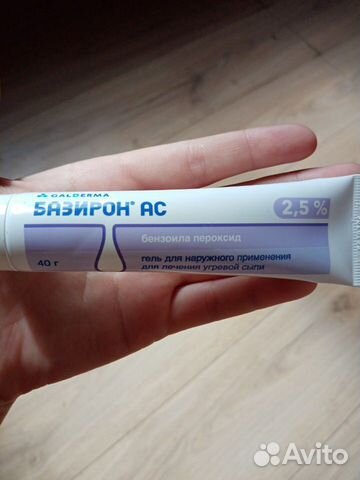 GALDERMA
БАЗИРОН® АС
2,5 %
бензоила пероксид
40 г
гель для наружного применения
для лечения угревой сыпи
Avito